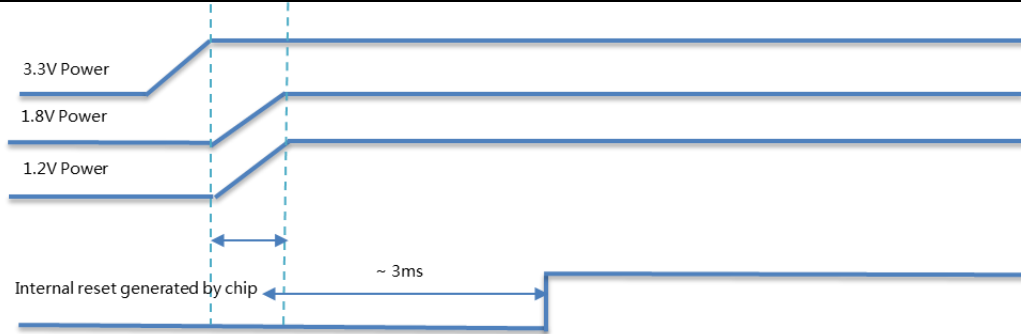 3.3V Power
1.8V Power
1.2V Power
~ 3ms
Internal reset generated by chip